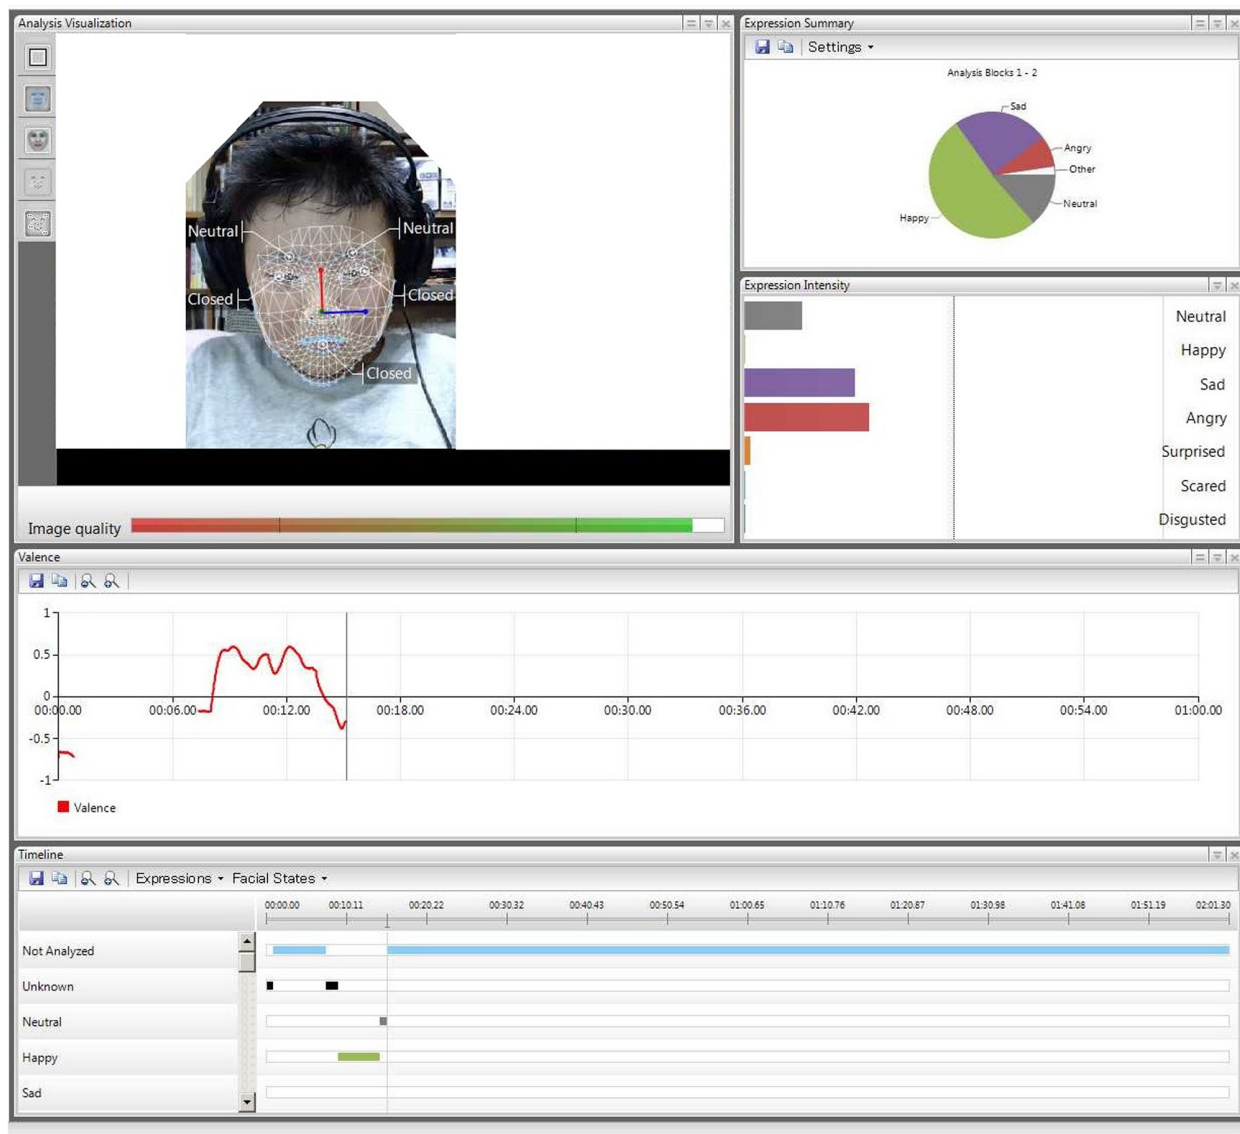 Analysis Visualization
Neutral
Neutral
Closed
Closed
Closed
Image quality
Expression Summary
Settings
Analysis Blocks 1 - 2
Sad
Angry
Other
Neutral
Happy
Expression Intensity
Neutral
Happy
Sad
Angry
Surprised
Scared
Disgusted
Valence
1
0.5
0
-0.5
-1
00:00.00 00:06.00 00:12.00 00:18.00 00:24.00 00:30.00 00:36.00 00:42.00 00:48.00 00:54.00 01:00.00
Valence
Timeline
Expressions Facial States
00:00.00 00:10.11 00:20.22 00:30.32 00:40.43 00:50.54 01:00.65 01:10.76 01:20.87 01:30.98 01:41.08 01:51.19 02:01.30
Not Analyzed
Unknown
Neutral
Happy
Sad